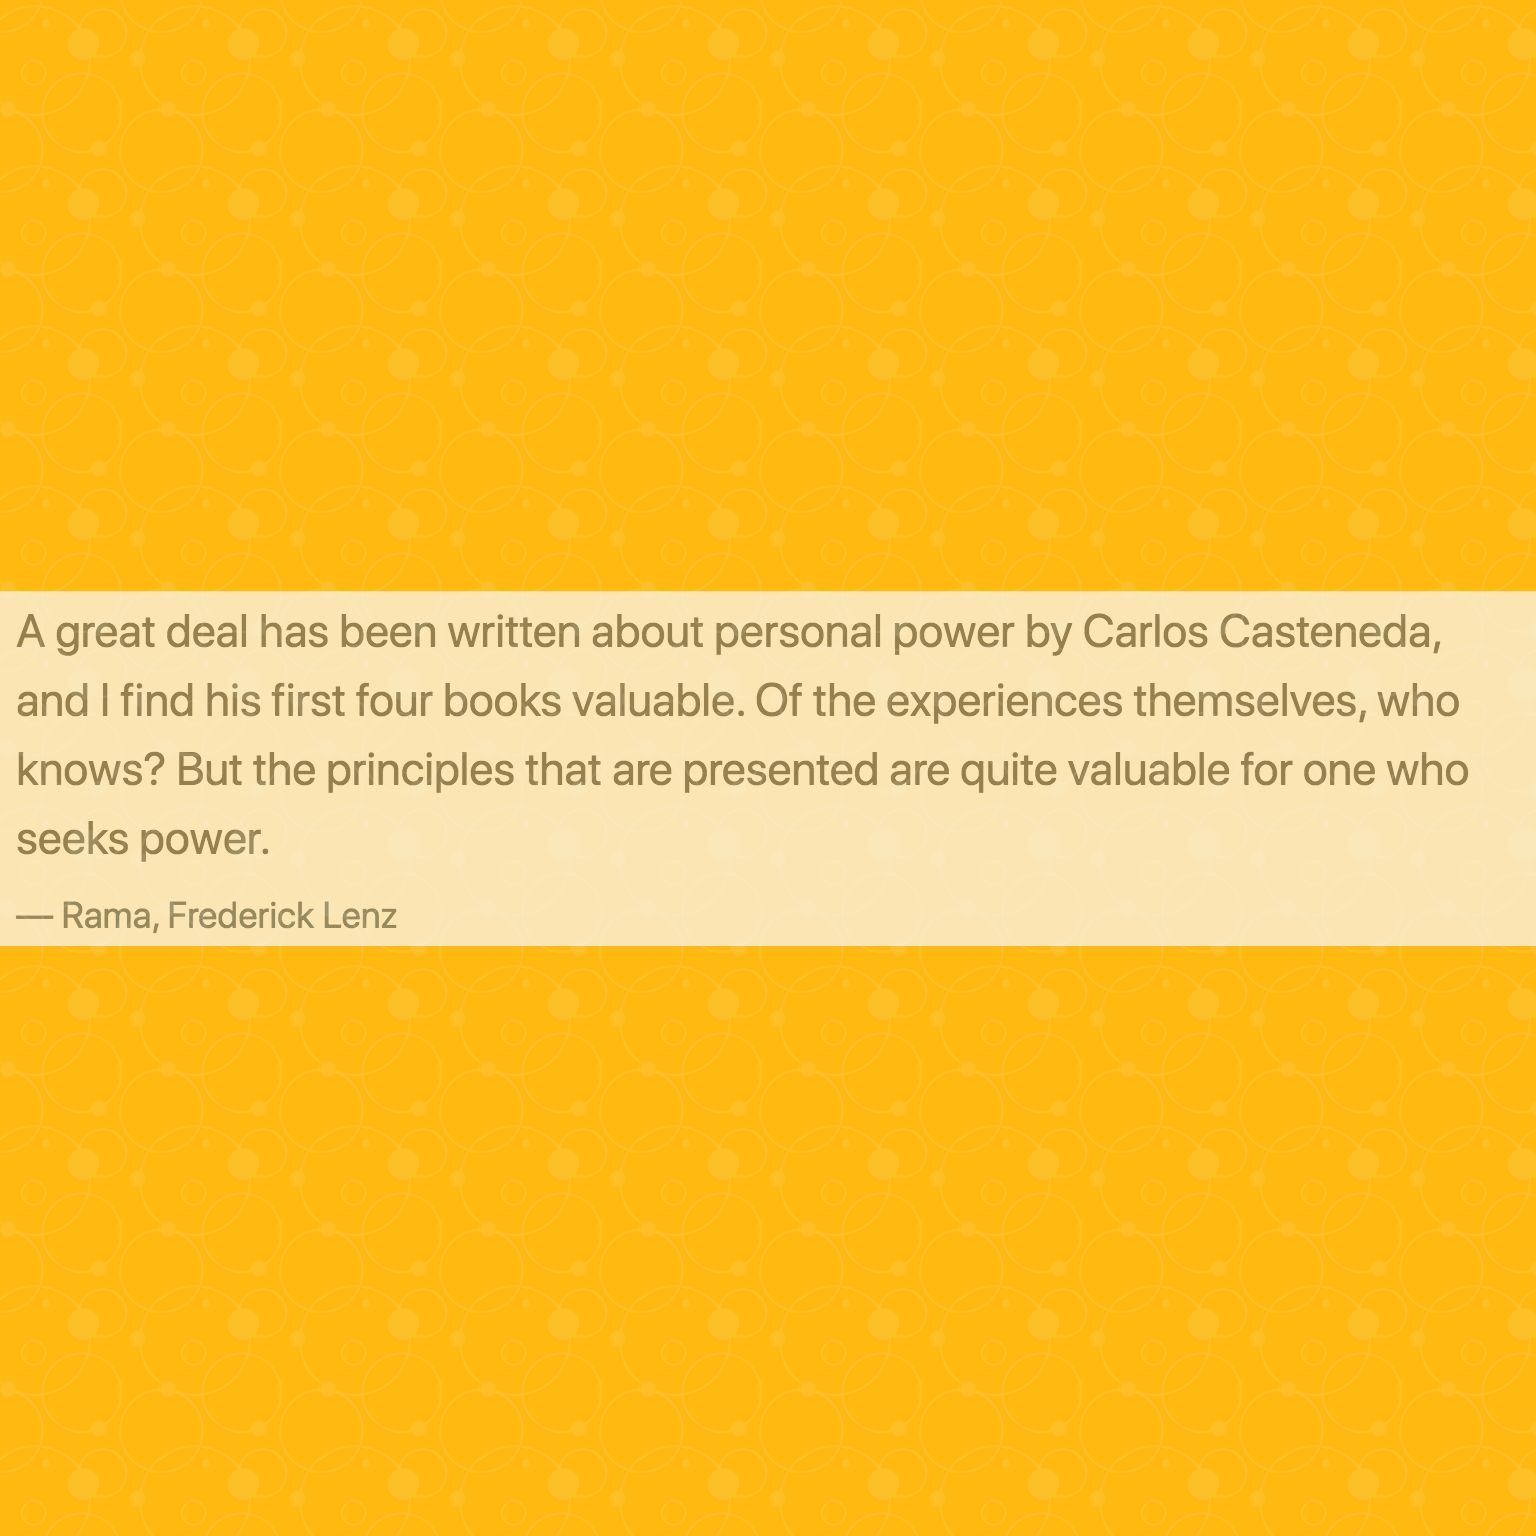 A great deal has been written about personal power by Carlos Casteneda,
and I find his first four books valuable. Of the experiences themselves, who
knows? But the principles that are presented are quite valuable for one who
seeks power.
— Rama, Frederick Lenz